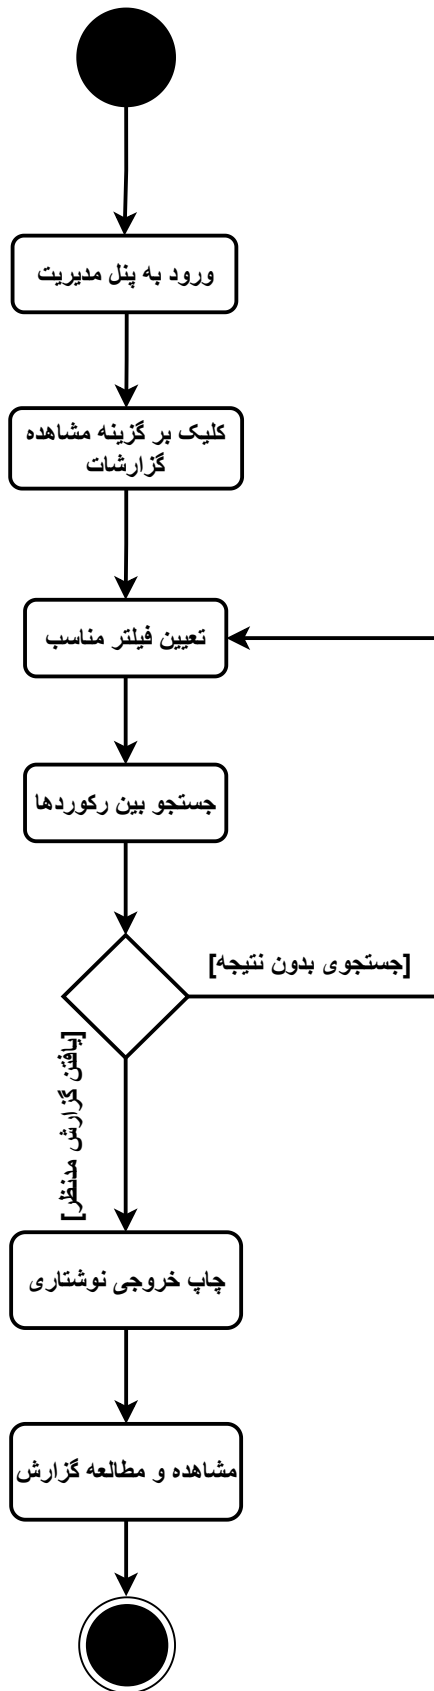 ورود به پنل مدیریت
کلیک بر گزینه مشاهده
گزارشات
تعیین فیلتر مناسب
جستجو بین رکوردها
[جستجوی بدون نتیجه]
[یافتن گزارش مدنظر]
چاپ خروجی نوشتاری
مشاهده و مطالعه گزارش